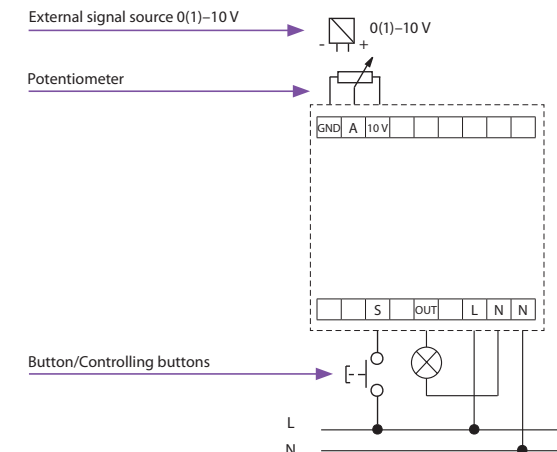 External signal source 0(1)–10 V
0(1)–10 V
- +
Potentiometer
GND A 10 V
S OUT L N N
Button/Controlling buttons
L
N